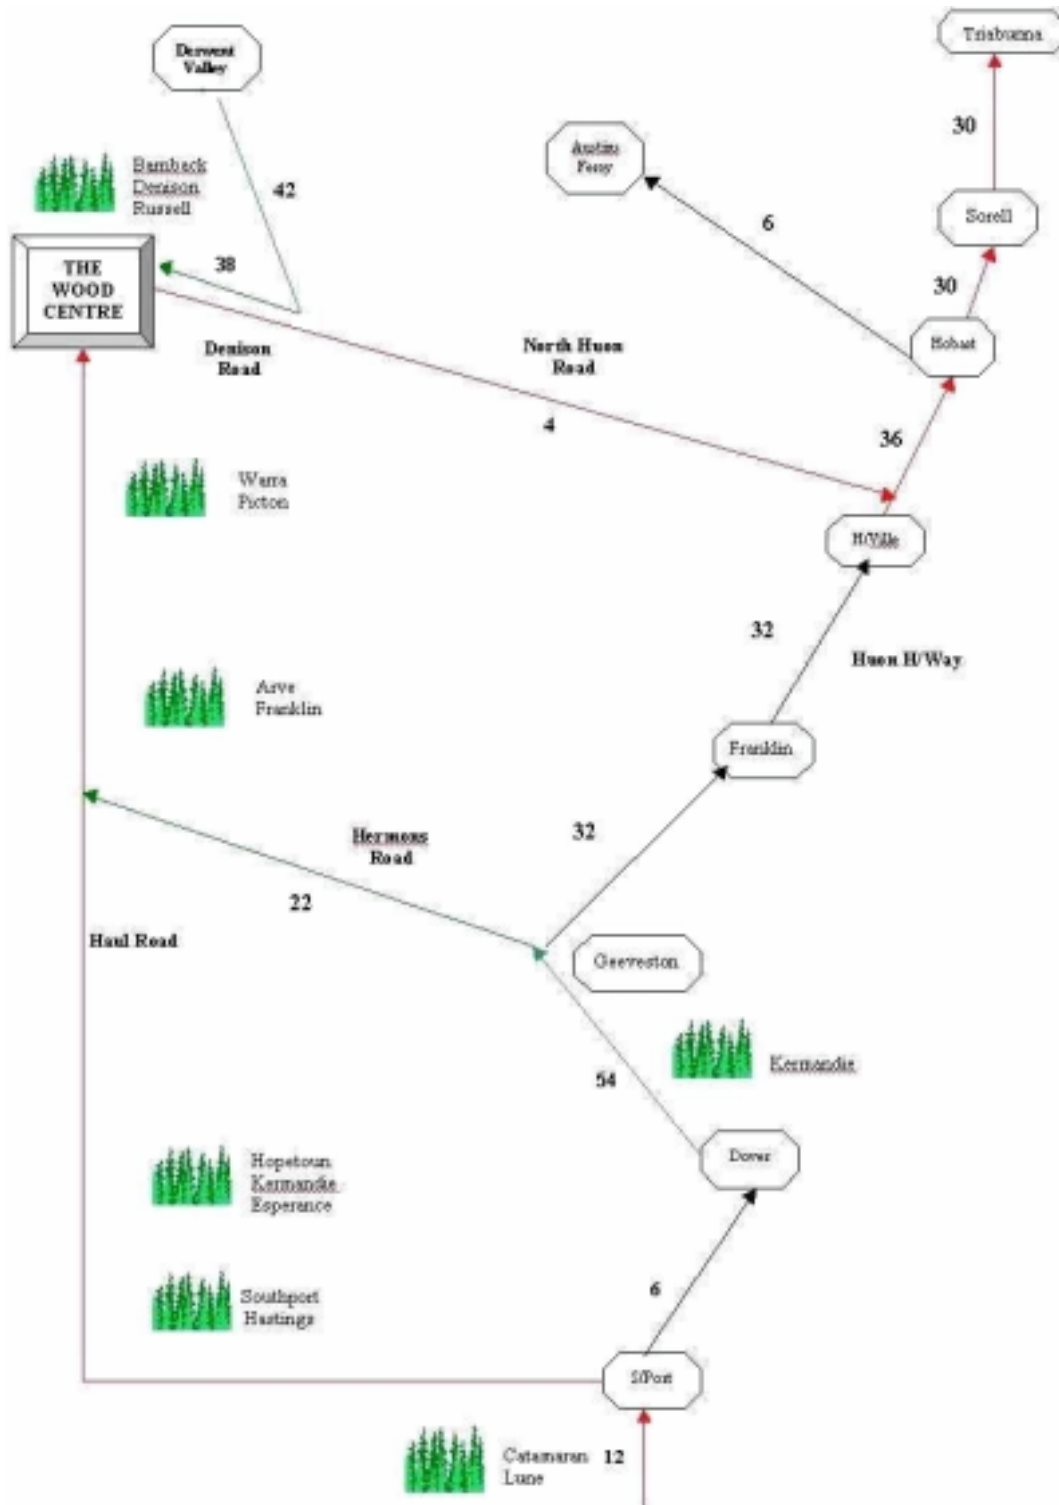 Derwent
Valley
Triabunna
30
Austins
Ferry
Bamback
Denison
Russell
42
6
Sorell
38
THE
WOOD
CENTRE
30
Hobart
Denison
Road
North Huon
Road
4
36
Warra
Picton
H/Ville
32
Huon H/Way
Arve
Franklin
Franklin
Hermons
Road
32
22
Haul Road
Geeveston
Kermandie
54
Dover
Hopetoun
Kermandie
Esperance
6
Southport
Hastings
S/Port
Catamaran
Lune
12